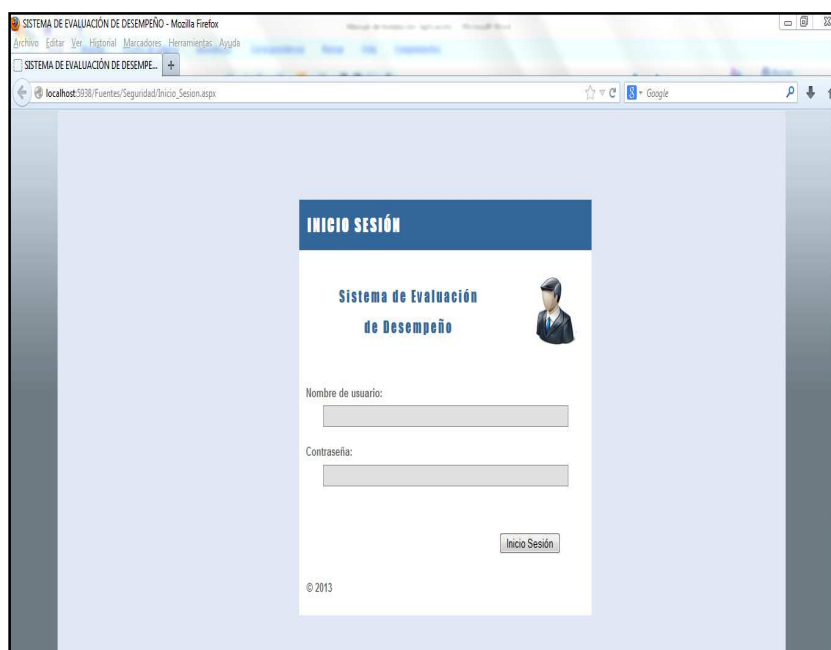 SISTEMA DE EVALUACIÓN DE DESEMPEÑO - Mozilla Firefox
Archivo Editar Ver Historial Marcadores Herramientas Ayuda
SISTEMA DE EVALUACIÓN DE DESEMPE... +
localhost:5938/Fuentes/Seguridad/Inicio_Sesion.aspx
Google
INICIO SESIÓN
Sistema de Evaluación
de Desempeño
Nombre de usuario:
Contraseña:
Inicio Sesión
© 2013